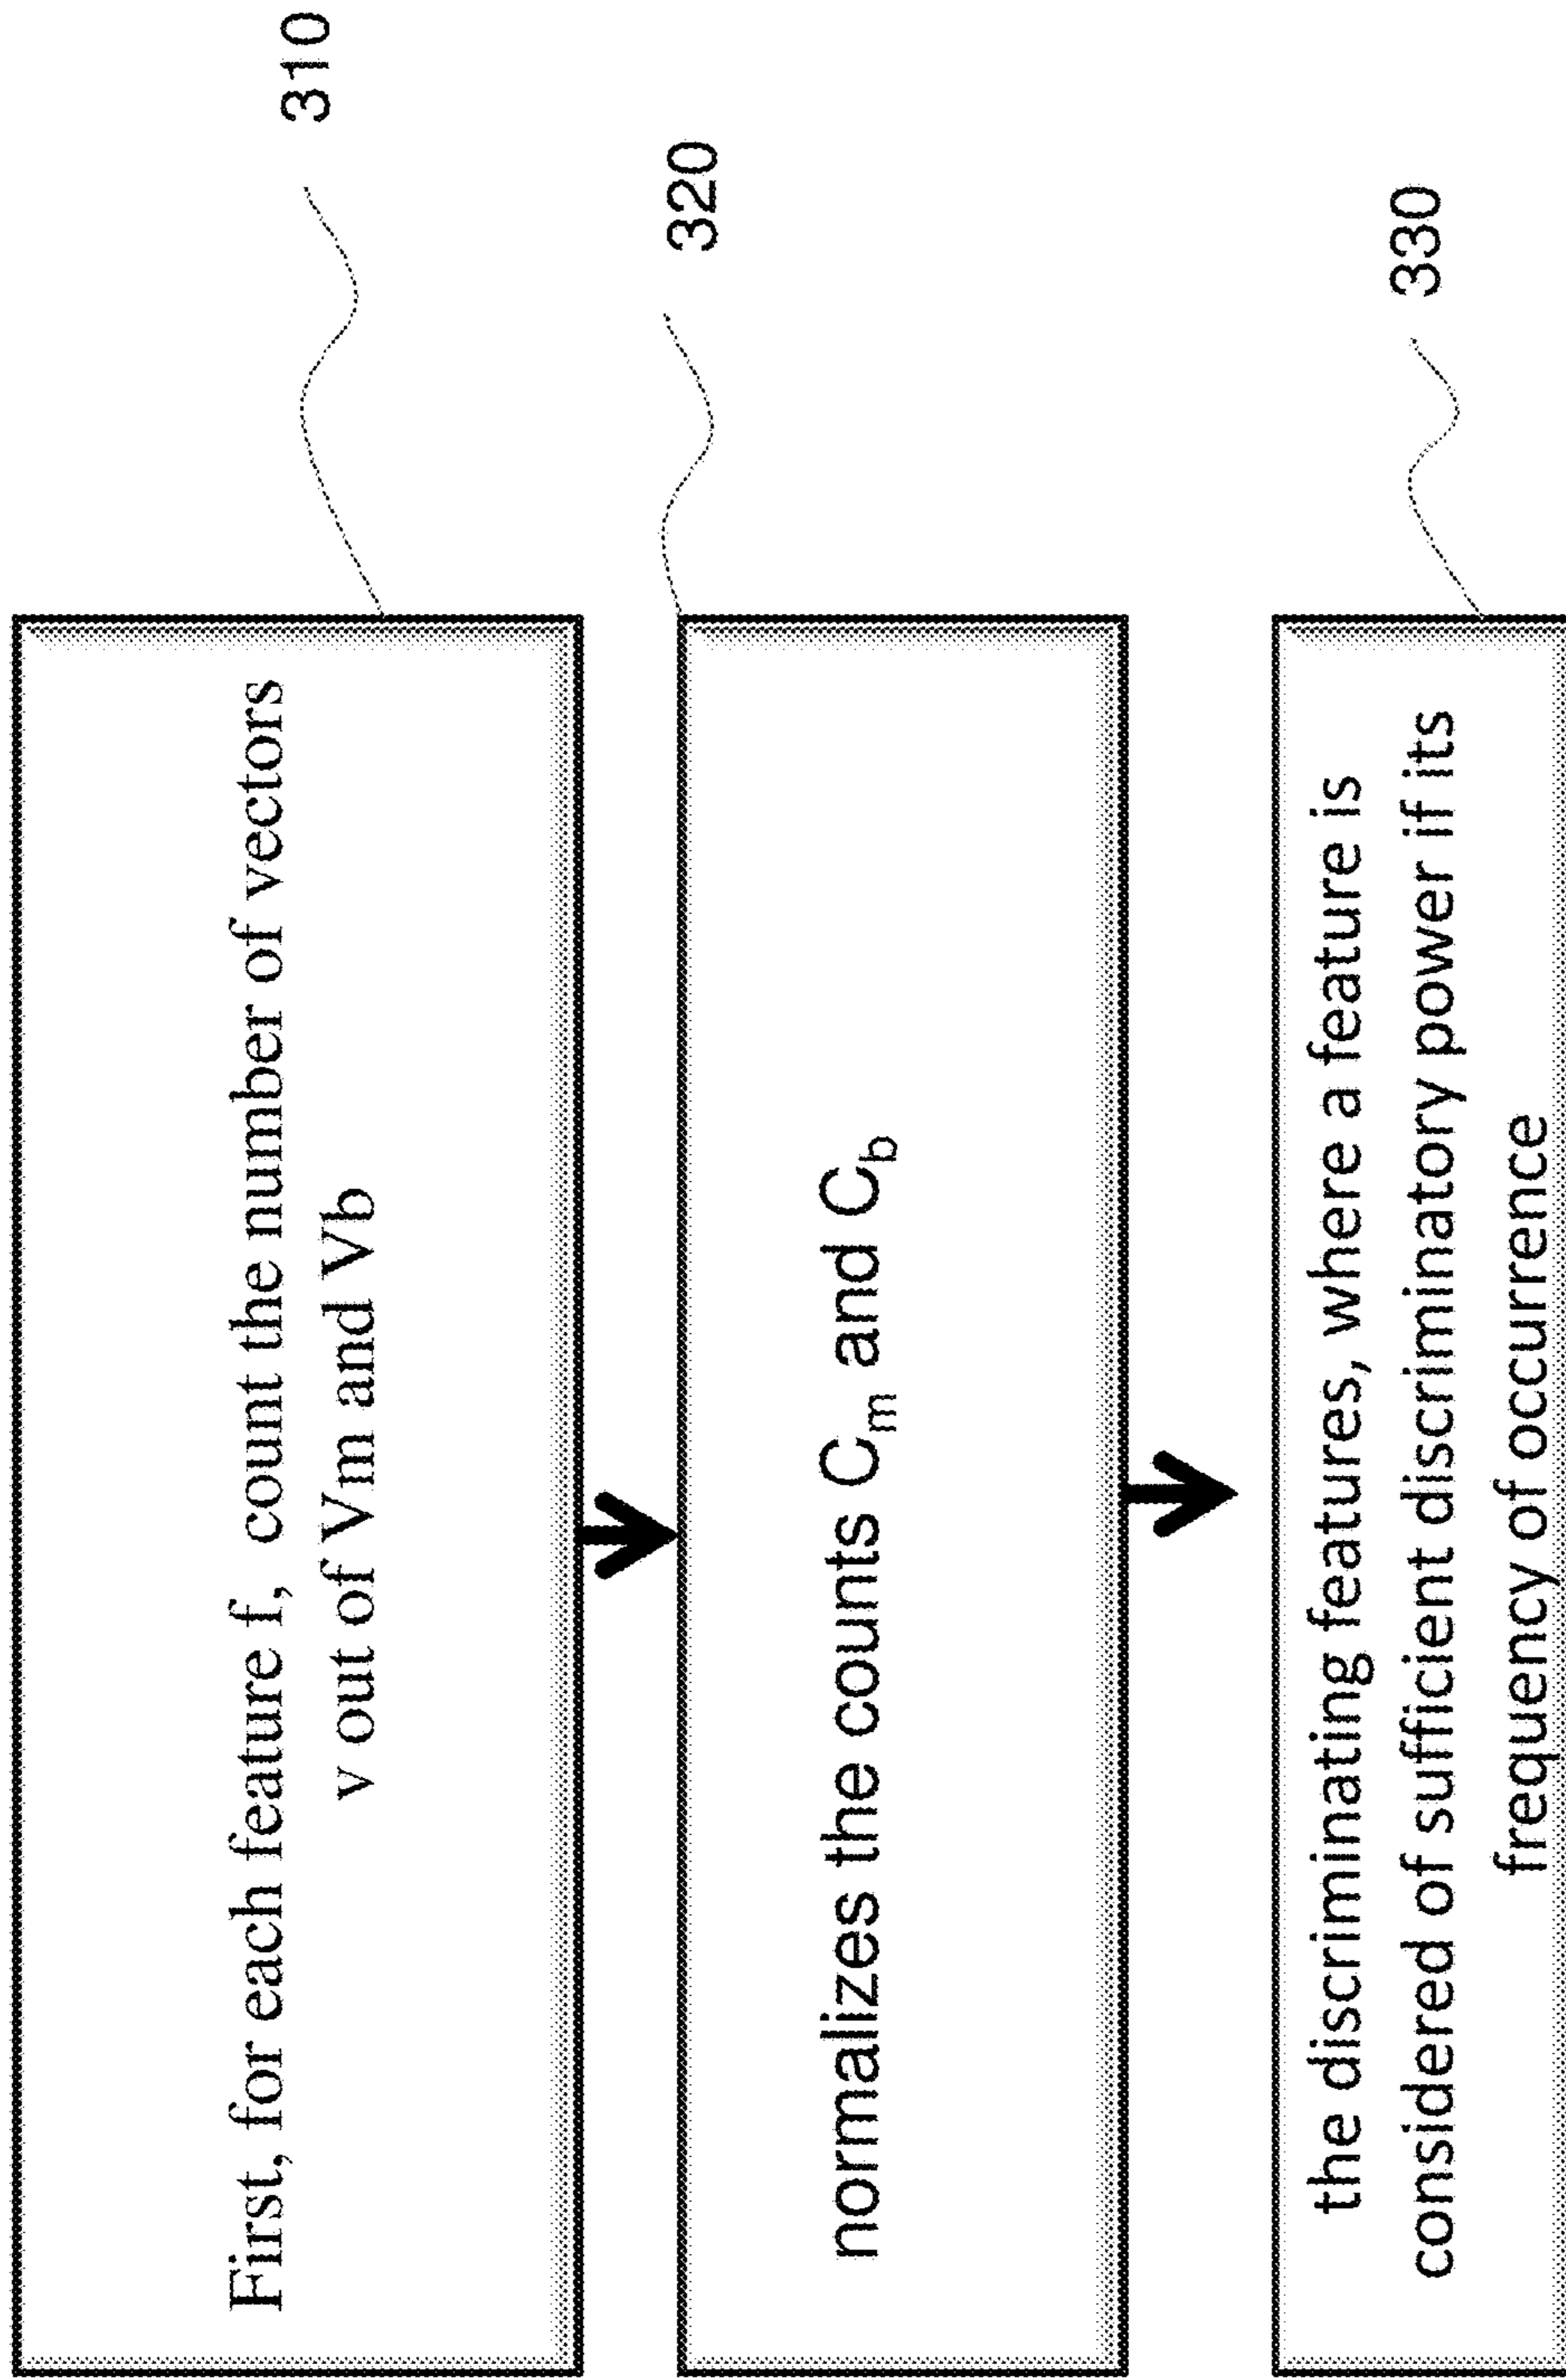 First, for each feature f, count the number of vectors
v out of Vm and Vb
310
normalizes the counts Cm and Cb
320
the discriminating features, where a feature is
considered of sufficient discriminatory power if its
frequency of occurrence
330